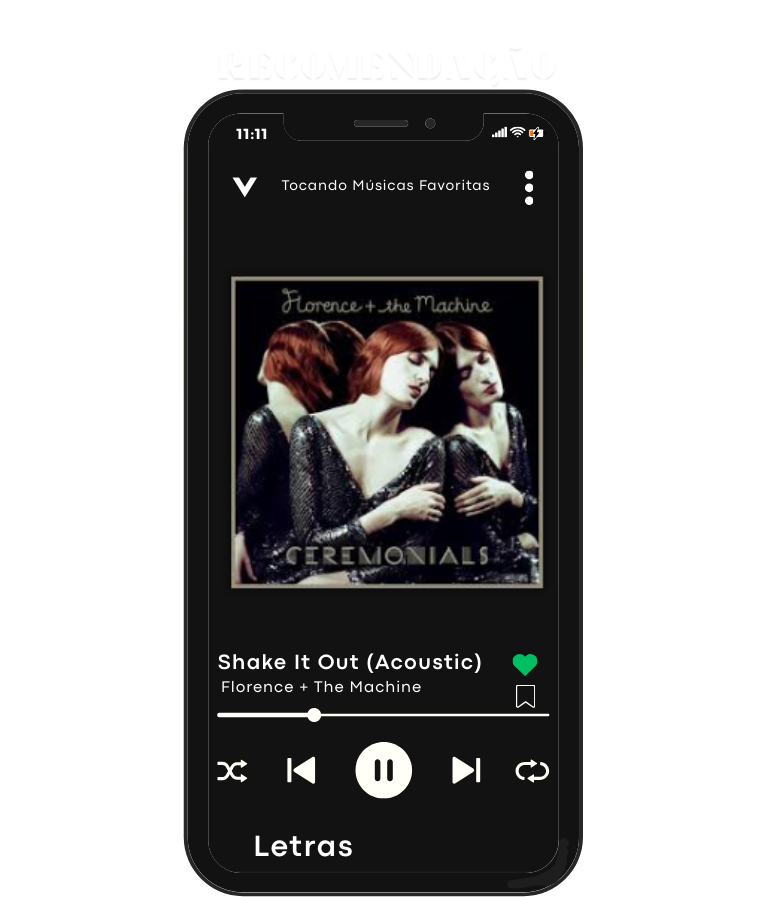 RECOMENDAÇÃO
11:11
Tocando Músicas Favoritas
Florence + the Machine
CEREMONIALS
Shake It Out (Acoustic)
Florence + The Machine
Letras